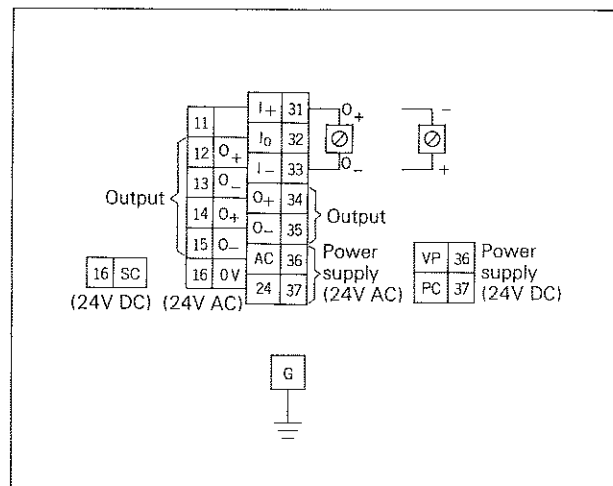 I+ 31 O+ −
11
I0 32
12 O+
I− 33 O− +
13 O−
O+ 34
Output
Output
14 O+
O− 35
15 O−
AC 36
Power supply (24V AC)
16 0V
(24V AC)
24 37
16 SC
(24V DC)
VP 36
PC 37
Power supply (24V DC)
G